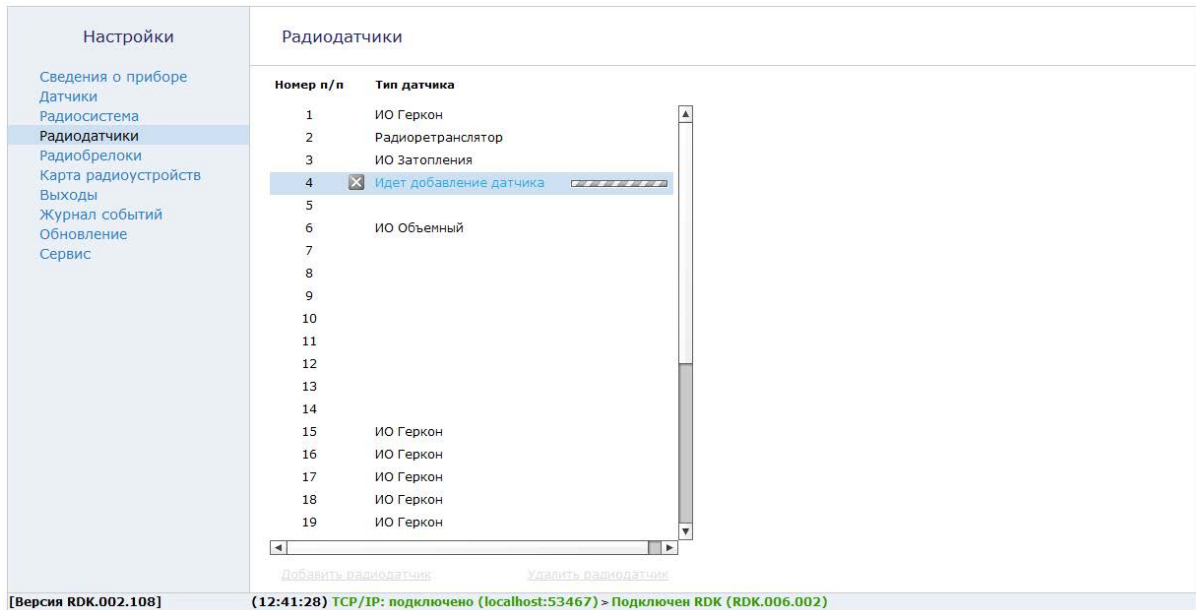 Настройки
Сведения о приборе
Датчики
Радиосистема
Радиодатчики
Радиобрелоки
Карта радиоустройств
Выходы
Журнал событий
Обновление
Сервис
Радиодатчики
Номер п/п Тип датчика
1 ИО Геркон
2 Радиоретранслятор
3 ИО Затопления
4 Идет добавление датчика
5
6 ИО Объемный
7
8
9
10
11
12
13
14
15 ИО Геркон
16 ИО Геркон
17 ИО Геркон
18 ИО Геркон
19 ИО Геркон
Добавить радиодатчик Удалить радиодатчик
[Версия RDK.002.108] (12:41:28) TCP/IP: подключено (localhost:53467) > Подключен RDK (RDK.006.002)